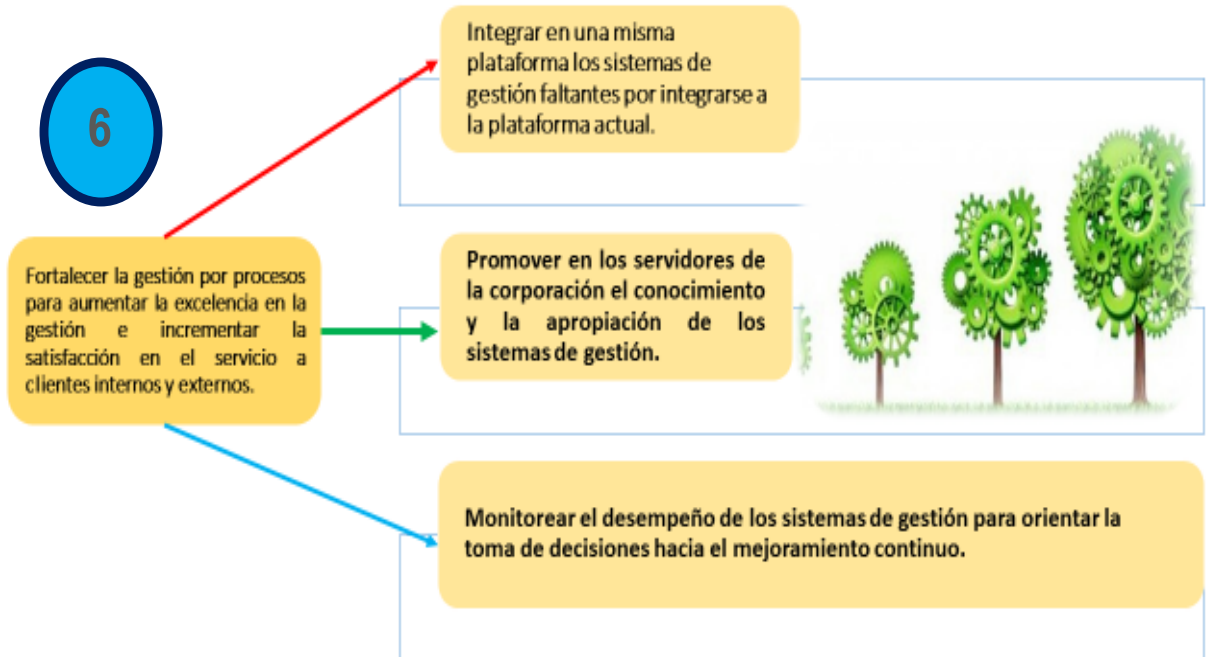 6
Fortalecer la gestión por procesos
para aumentar la excelencia en la
gestión e incrementar la
satisfacción en el servicio a
clientes internos y externos.
Integrar en una misma
plataforma los sistemas de
gestión faltantes por integrarse a
la plataforma actual.
Promover en los servidores de
la corporación el conocimiento
y la apropiación de los
sistemas de gestión.
Monitorear el desempeño de los sistemas de gestión para orientar la
toma de decisiones hacia el mejoramiento continuo.